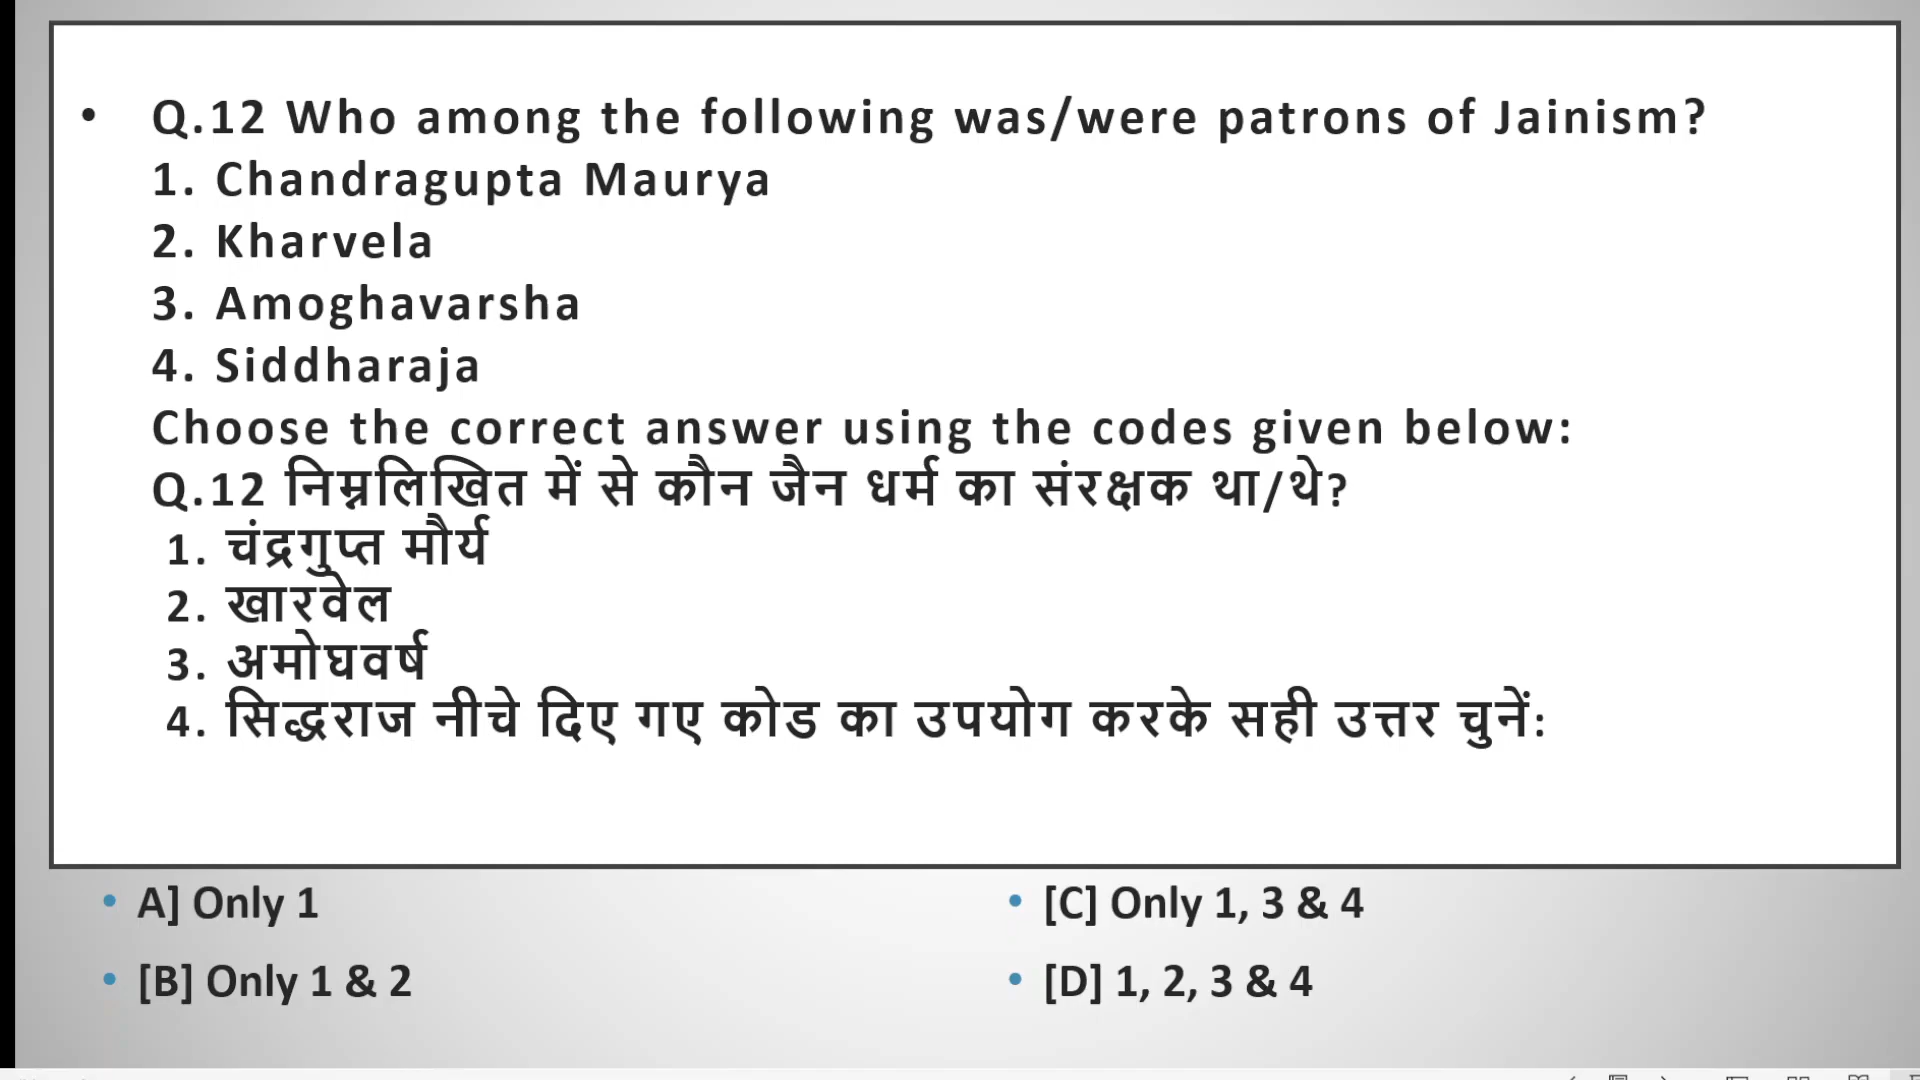 • Q.12 Who among the following was/were patrons of Jainism?
1. Chandragupta Maurya
2. Kharvela
3. Amoghavarsha
4. Siddharaja
Choose the correct answer using the codes given below:
Q.12 निम्नलिखित में से कौन जैन धर्म का संरक्षक था/थे?
1. चंद्रगुप्त मौर्य
2. खारवेल
3. अमोघवर्ष
4. सिद्धराज नीचे दिए गए कोड का उपयोग करके सही उत्तर चुनें:
• A] Only 1
• [B] Only 1 & 2
• [C] Only 1, 3 & 4
• [D] 1, 2, 3 & 4